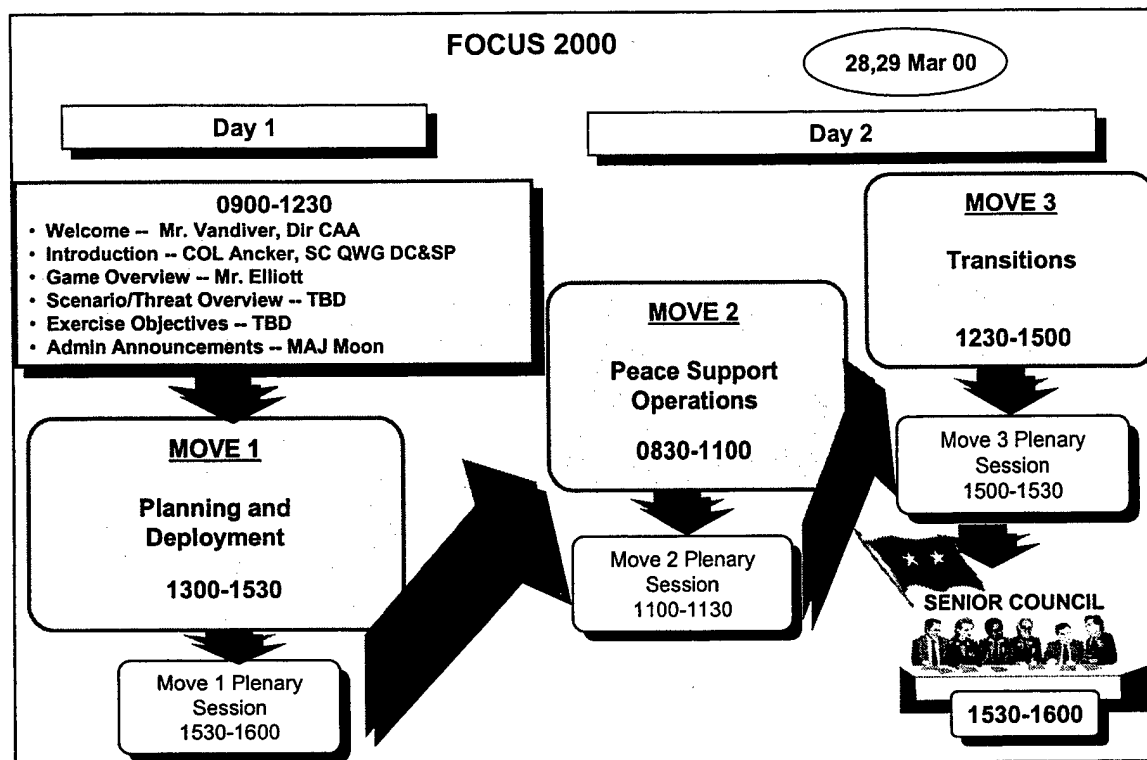 FOCUS 2000
28,29 Mar 00
Day 1
0900-1230
• Welcome -- Mr. Vandiver, Dir CAA
• Introduction -- COL Ancker, SC QWG DC&SP
• Game Overview -- Mr. Elliott
• Scenario/Threat Overview -- TBD
• Exercise Objectives -- TBD
• Admin Announcements -- MAJ Moon
MOVE 1
Planning and
Deployment
1300-1530
Move 1 Plenary
Session
1530-1600
Day 2
MOVE 2
Peace Support
Operations
0830-1100
Move 2 Plenary
Session
1100-1130
MOVE 3
Transitions
1230-1500
Move 3 Plenary
Session
1500-1530
SENIOR COUNCIL
1530-1600